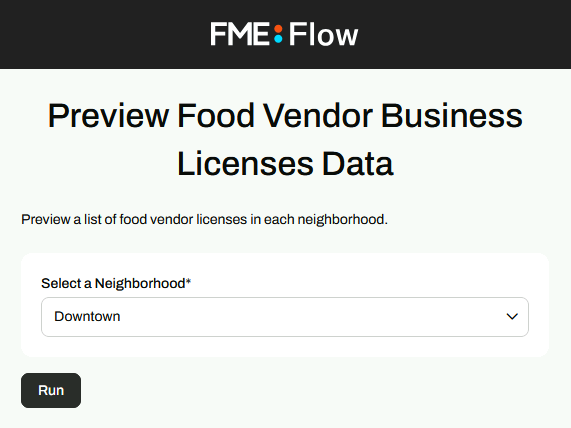 FME:Flow
Preview Food Vendor Business
Licenses Data
Preview a list of food vendor licenses in each neighborhood.
Select a Neighborhood*
Downtown
Run